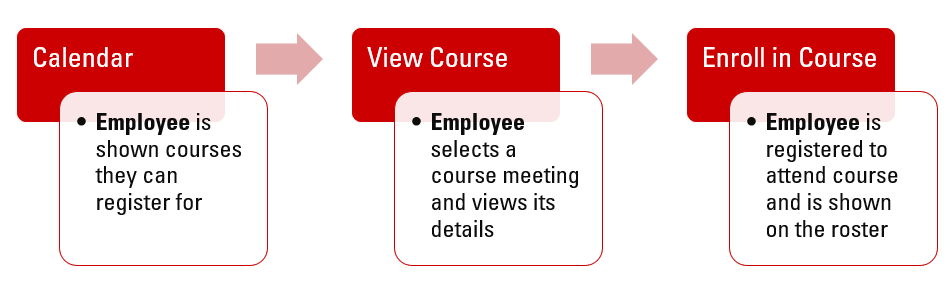 Calendar
• Employee is
shown courses
they can
register for
View Course
• Employee
selects a
course meeting
and views its
details
Enroll in Course
• Employee is
registered to
attend course
and is shown
on the roster